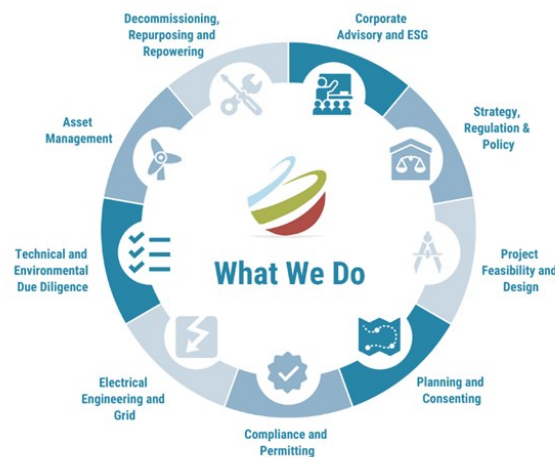 Decommissioning,
Repurposing and
Repowering
Corporate
Advisory and ESG
Asset
Management
Strategy,
Regulation &
Policy
What We Do
Technical and
Environmental
Due Diligence
Project
Feasibility and
Design
Electrical
Engineering and
Grid
Planning and
Consenting
Compliance and
Permitting